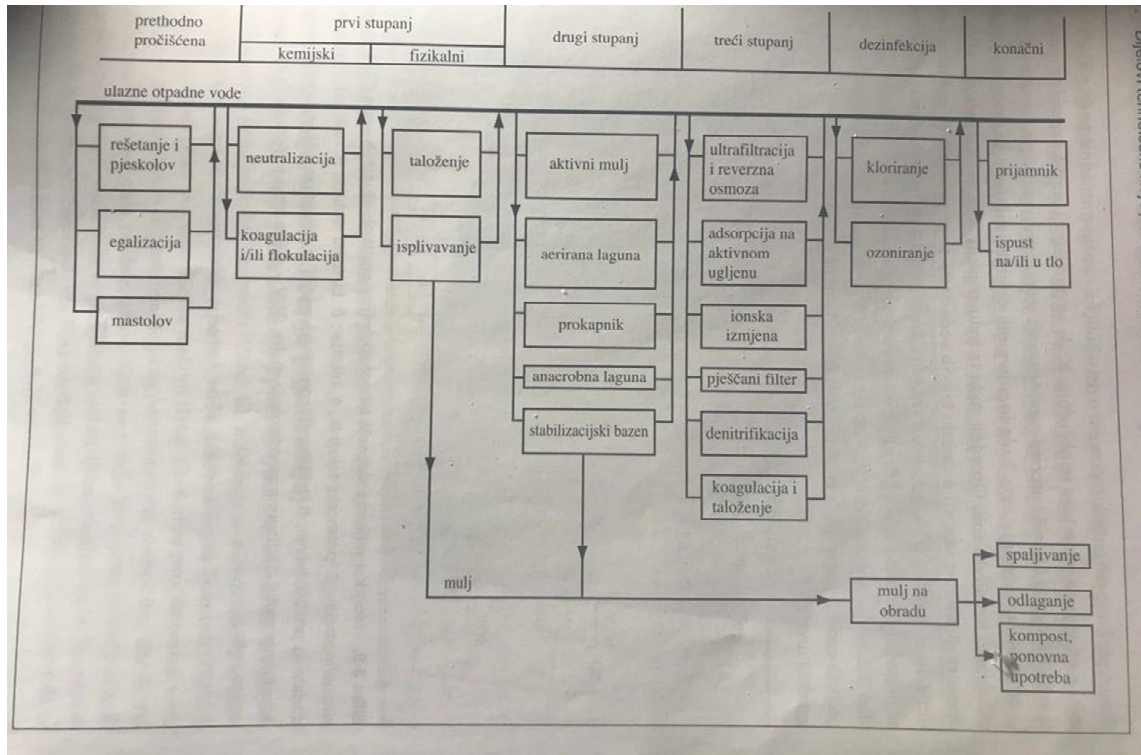 prethodno
pročišćena
prvi stupanj
kemijski
fizikalni
drugi stupanj
treći stupanj
dezinfekcija
konačni
ulazne otpadne vode
rešetanje i
pjeskolov
egalizacija
mastolov
neutralizacija
koagulacija
i/ili flokulacija
taloženje
isplivavanje
aktivni mulj
aerirana laguna
prokapnik
anaerobna laguna
stabilizacijski bazen
ultrafiltracija
i reverzna
osmoza
adsorpcija na
aktivnom
ugljenu
ionska
izmjena
pješčani filter
denitrifikacija
koagulacija i
taloženje
kloriranje
ozoniranje
prijamnik
ispust
na/ili u tlo
mulj
mulj na
obradu
spaljivanje
odlaganje
kompost,
ponovna
upotreba